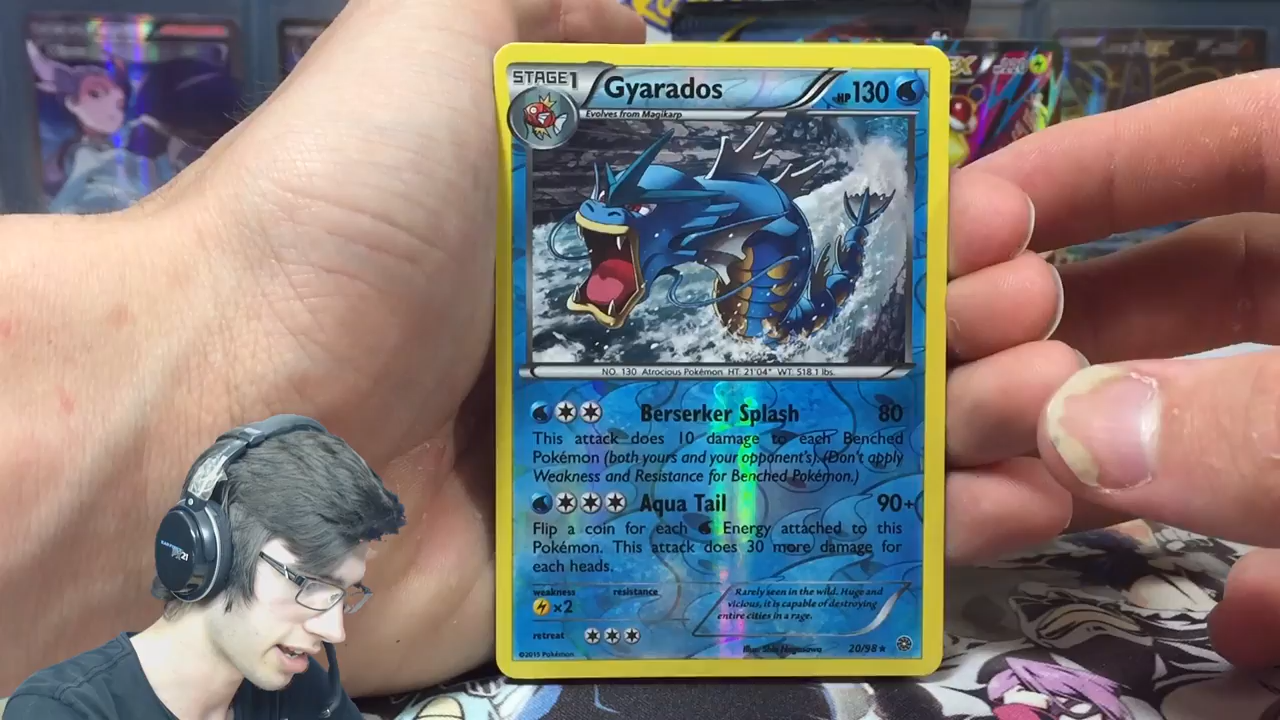 STAGE1
Gyarados
HP130
Evolves from Magikarp
EX
NO. 130 Atrocious Pokémon HT: 21'04" WT: 518.1 lbs.
Berserker Splash 80
This attack does 10 damage to each Benched
Pokémon (both yours and your opponent's). (Don't apply
Weakness and Resistance for Benched Pokémon.)
Aqua Tail 90+
Flip a coin for each Energy attached to this
Pokémon. This attack does 30 more damage for
each heads.
weakness resistance
×2
Rarely seen in the wild. Huge and
vicious, it is capable of destroying
entire cities in a rage.
retreat
©2015 Pokémon
Illus. Shin Nagasawa
20/98★